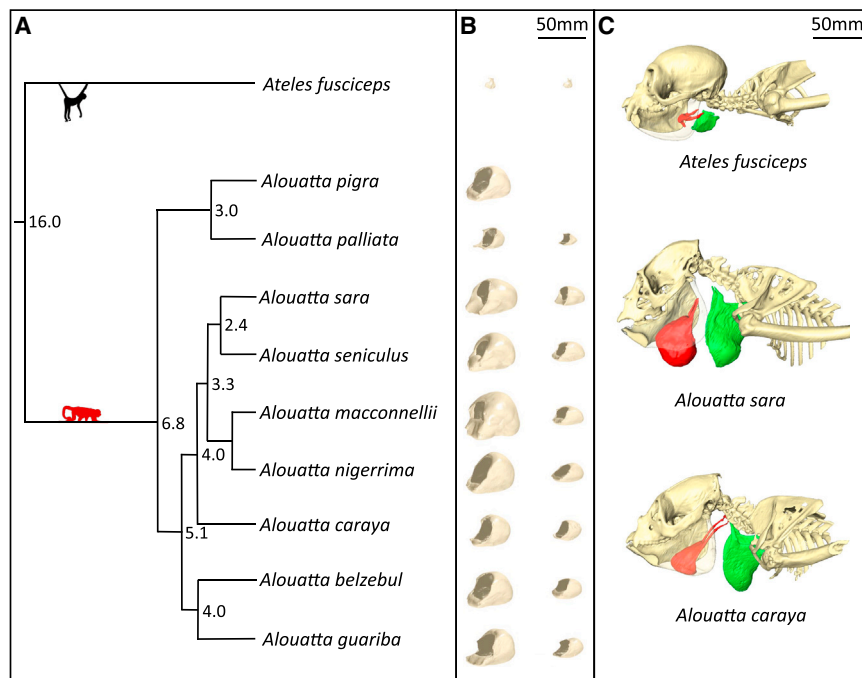 A
B
50mm
C
50mm
Ateles fusciceps
Alouatta pigra
3.0
Alouatta palliata
16.0
Alouatta sara
2.4
Alouatta seniculus
3.3
Alouatta macconnellii
6.8
4.0
Alouatta nigerrima
Alouatta caraya
5.1
Alouatta belzebul
4.0
Alouatta guariba
Ateles fusciceps
Alouatta sara
Alouatta caraya